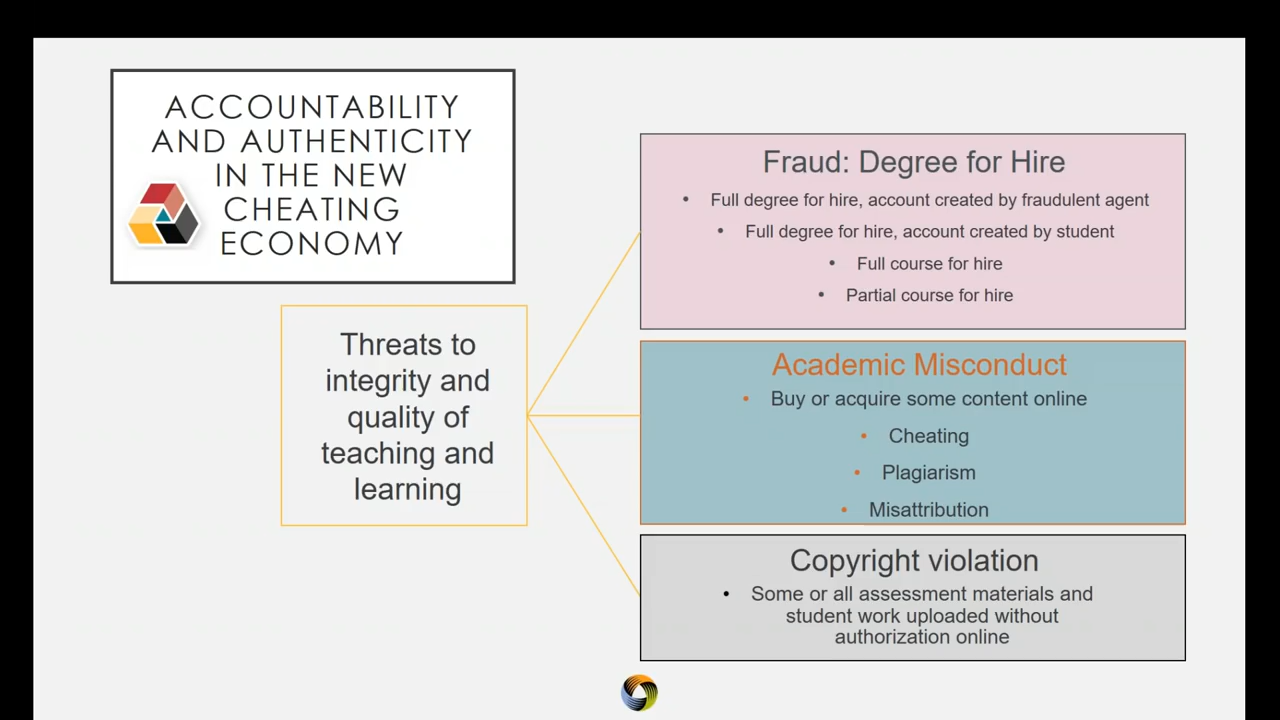 ACCOUNTABILITY
AND AUTHENTICITY
IN THE NEW
CHEATING
ECONOMY
Threats to
integrity and
quality of
teaching and
learning
Fraud: Degree for Hire
• Full degree for hire, account created by fraudulent agent
• Full degree for hire, account created by student
• Full course for hire
• Partial course for hire
Academic Misconduct
• Buy or acquire some content online
• Cheating
• Plagiarism
• Misattribution
Copyright violation
• Some or all assessment materials and
student work uploaded without
authorization online